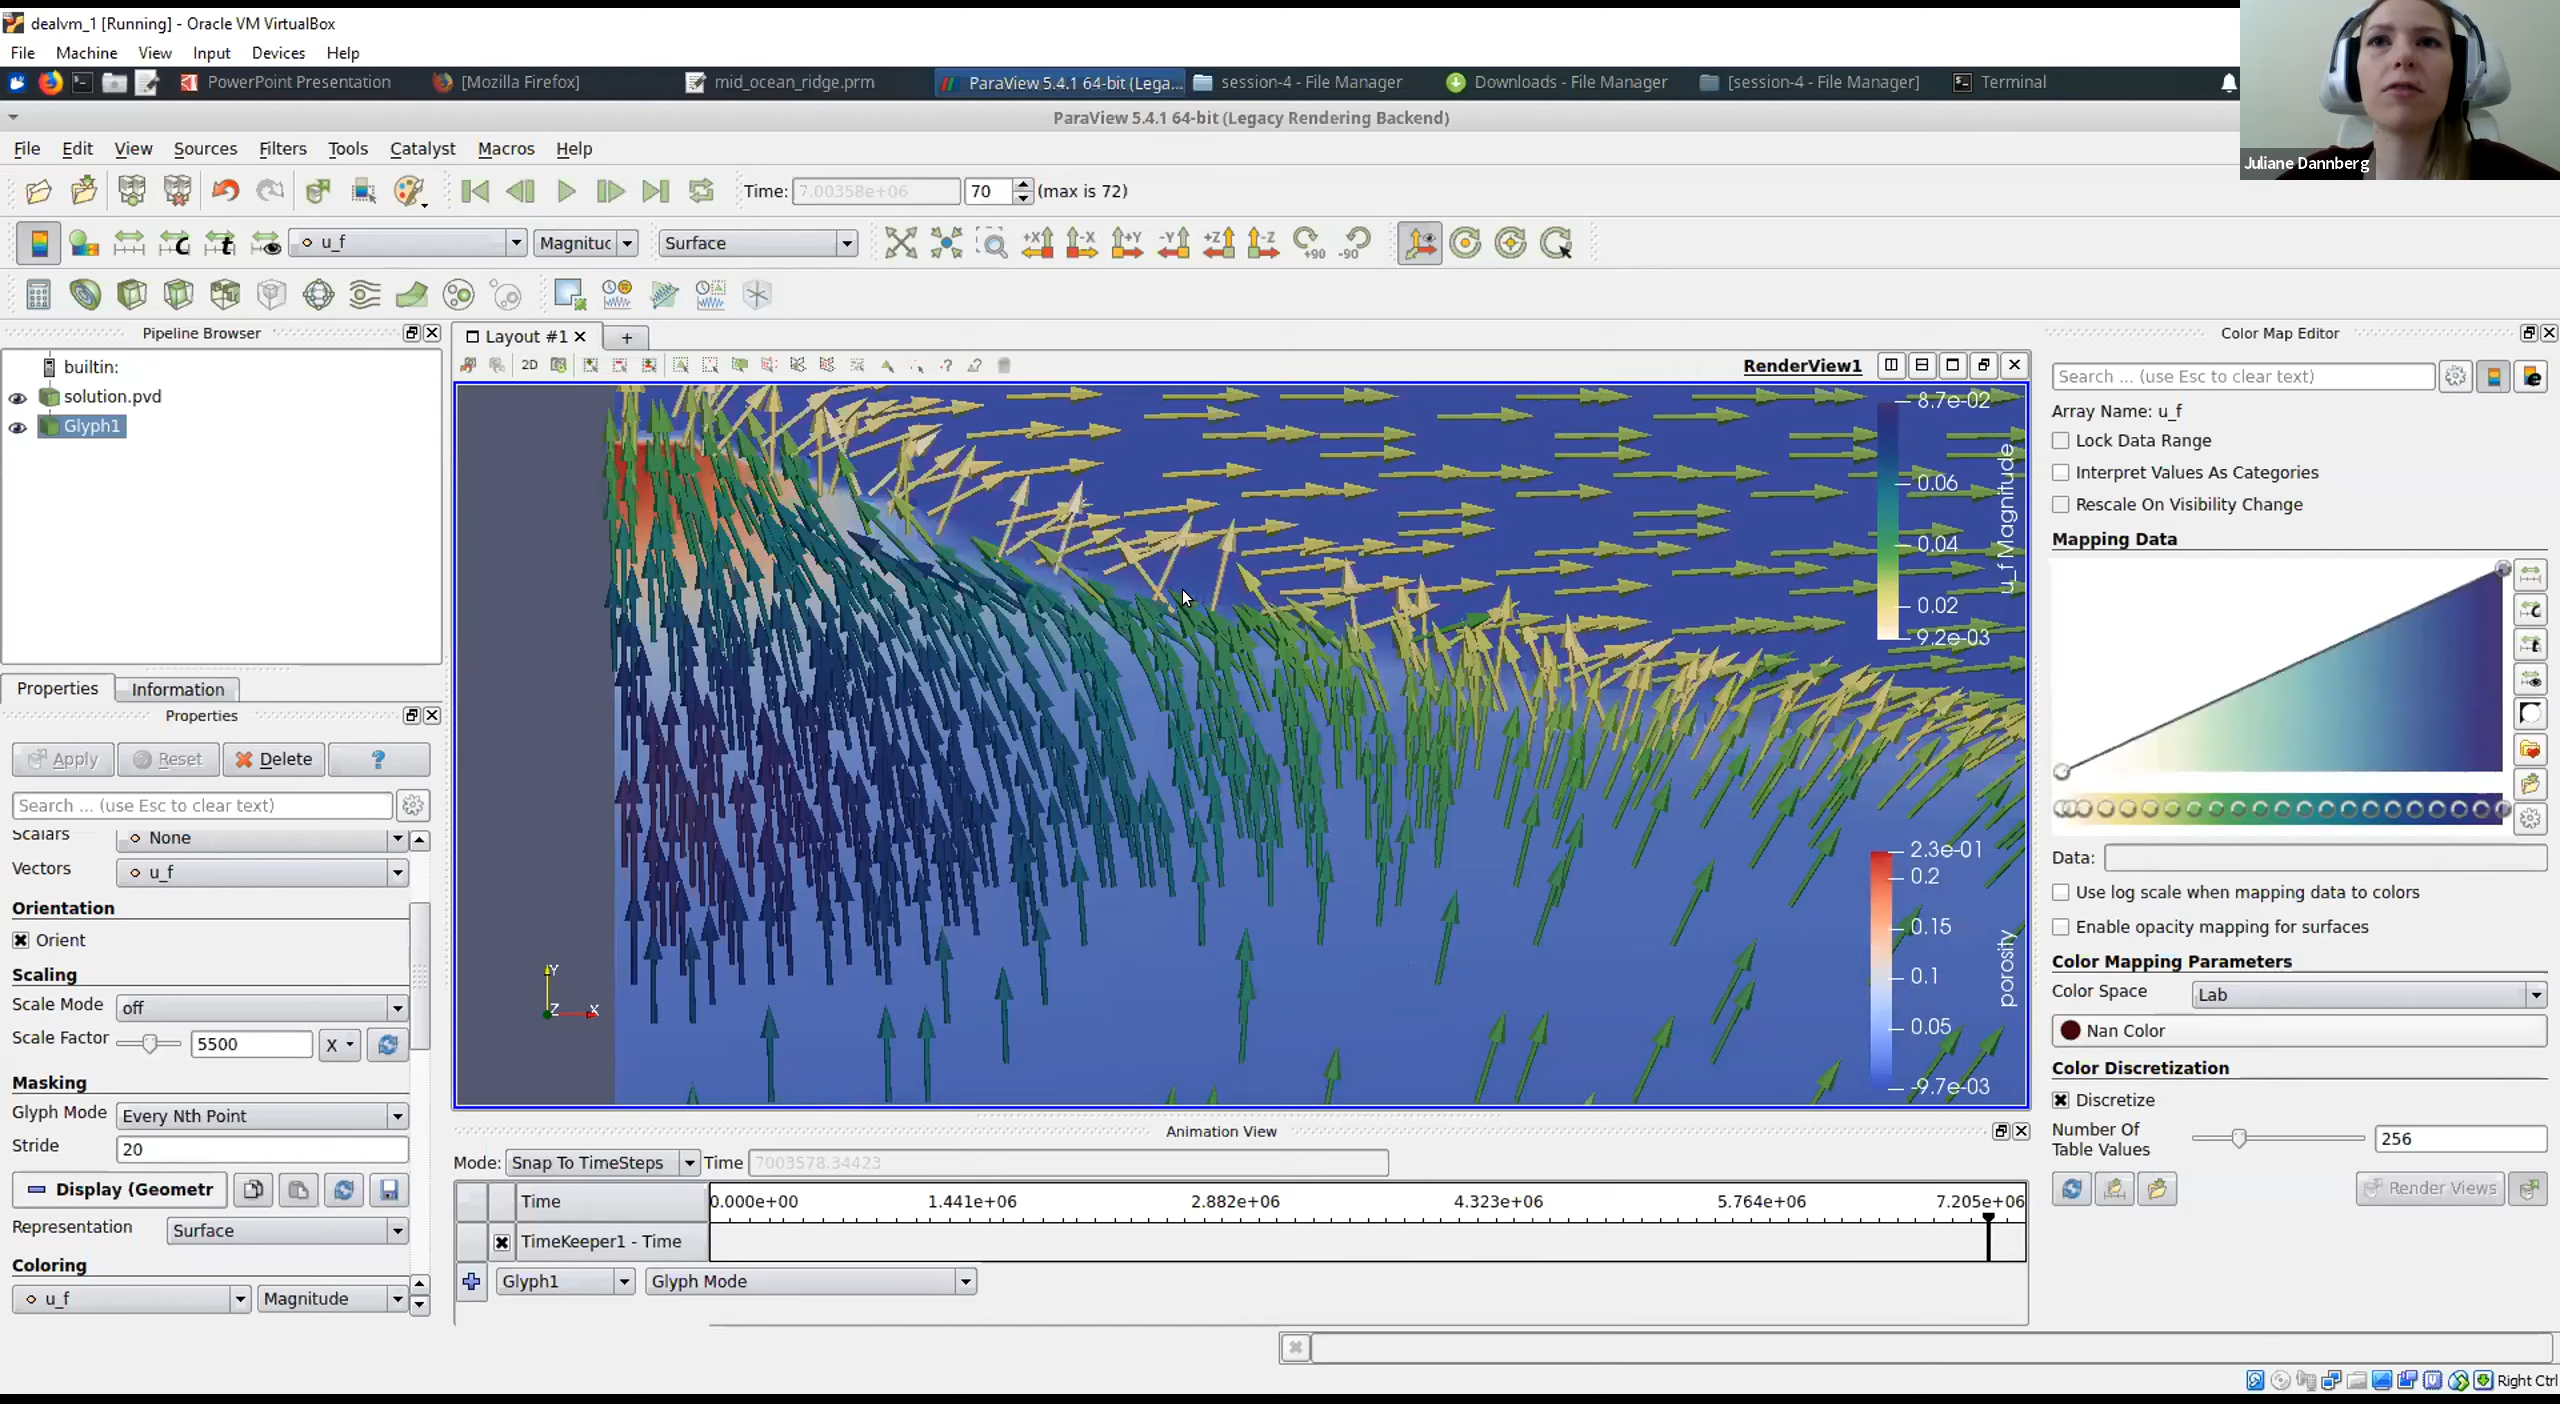 dealvm_1 [Running] - Oracle VM VirtualBox
File Machine View Input Devices Help
PowerPoint Presentation [Mozilla Firefox] mid_ocean_ridge.prm ParaView 5.4.1 64-bit (Lega... session-4 - File Manager Downloads - File Manager [session-4 - File Manager] Terminal
Juliane Dannberg
ParaView 5.4.1 64-bit (Legacy Rendering Backend)
File Edit View Sources Filters Tools Catalyst Macros Help
Time: 7.00358e+06 70 (max is 72)
u_f Magnituc Surface +X -X +Y -Y +Z -Z +90 -90
Pipeline Browser
builtin:
solution.pvd
Glyph1
Properties Information
Properties
Apply Reset Delete ?
Search ... (use Esc to clear text)
Scalars None
Vectors u_f
Orientation
Orient
Scaling
Scale Mode off
Scale Factor 5500 X
Masking
Glyph Mode Every Nth Point
Stride 20
Display (Geometr
Representation Surface
Coloring
u_f Magnitude
Layout #1 +
2D RenderView1
8.7e-02
0.06
0.04
0.02
9.2e-03
u_f Magnitude
2.3e-01
0.2
0.15
0.1
0.05
-9.7e-03
porosity
Y
Z X
Animation View
Mode: Snap To TimeSteps Time 7003578.34423
Time 0.000e+00 1.441e+06 2.882e+06 4.323e+06 5.764e+06 7.205e+06
TimeKeeper1 - Time
Glyph1 Glyph Mode
Color Map Editor
Search ... (use Esc to clear text)
Array Name: u_f
Lock Data Range
Interpret Values As Categories
Rescale On Visibility Change
Mapping Data
Data:
Use log scale when mapping data to colors
Enable opacity mapping for surfaces
Color Mapping Parameters
Color Space Lab
Nan Color
Color Discretization
Discretize
Number Of Table Values 256
Render Views
Right Ctrl